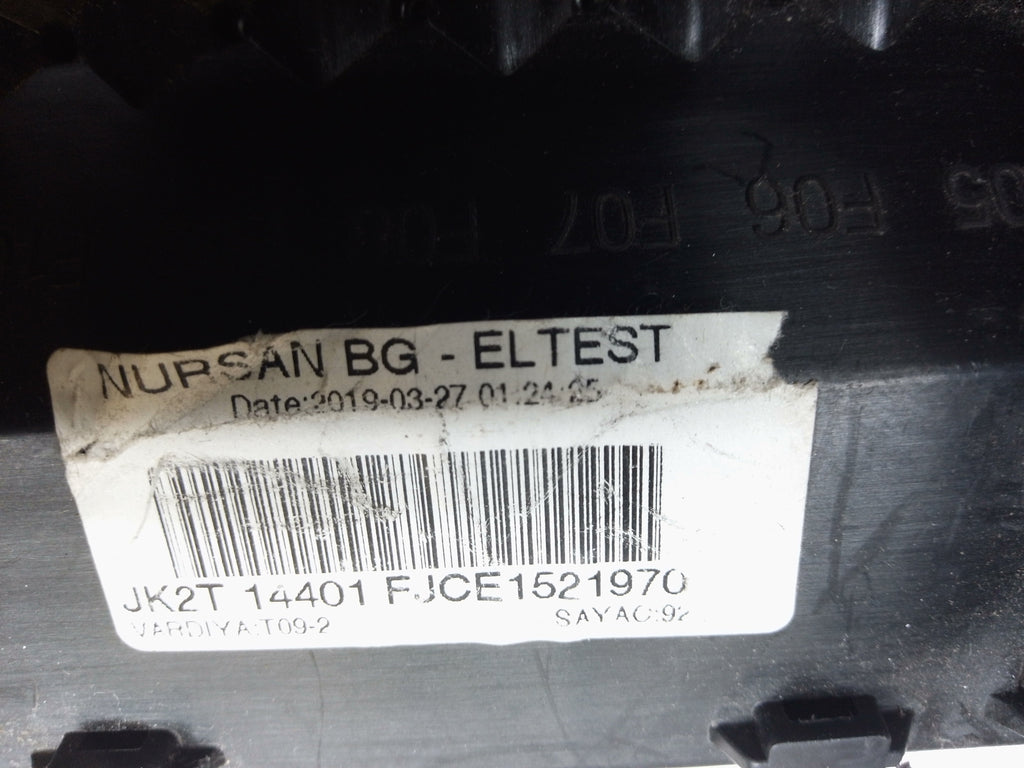 05
F06
F07
NURSAN BG - ELTEST
Date:2019-03-27 01:24:25
JK2T 14401 FJCE1521970
VARDIYA:T09-2
SAYAC:92